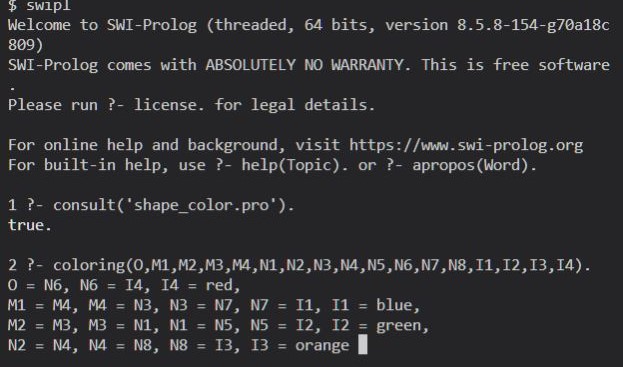 $ swipl
Welcome to SWI-Prolog (threaded, 64 bits, version 8.5.8-154-g70a18c
809)
SWI-Prolog comes with ABSOLUTELY NO WARRANTY. This is free software
.
Please run ?- license. for legal details.
For online help and background, visit https://www.swi-prolog.org
For built-in help, use ?- help(Topic). or ?- apropos(Word).
1 ?- consult('shape_color.pro').
true.
2 ?- coloring(O,M1,M2,M3,M4,N1,N2,N3,N4,N5,N6,N7,N8,I1,I2,I3,I4).
O = N6, N6 = I4, I4 = red,
M1 = M4, M4 = N3, N3 = N7, N7 = I1, I1 = blue,
M2 = M3, M3 = N1, N1 = N5, N5 = I2, I2 = green,
N2 = N4, N4 = N8, N8 = I3, I3 = orange